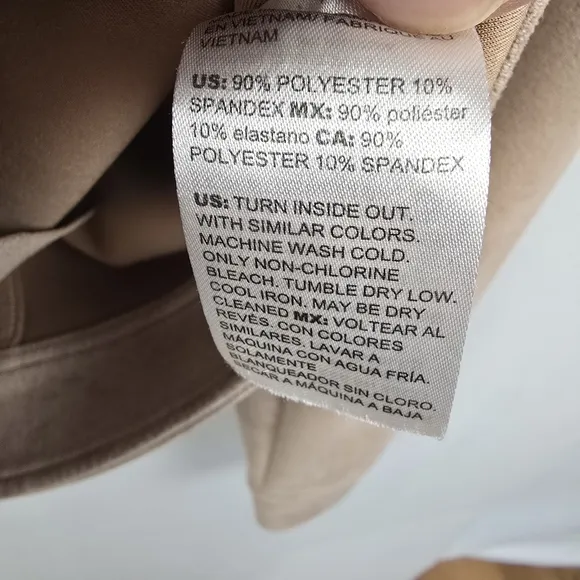 EN VIETNAM/ FABRIQUÉ
VIETNAM
US: 90% POLYESTER 10%
SPANDEX MX: 90% poliéster
10% elastano CA: 90%
POLYESTER 10% SPANDEX
US: TURN INSIDE OUT.
WITH SIMILAR COLORS.
MACHINE WASH COLD.
ONLY NON-CHLORINE
BLEACH. TUMBLE DRY LOW.
COOL IRON. MAY BE DRY
CLEANED MX: VOLTEAR AL
REVÉS. CON COLORES
SIMILARES. LAVAR A
MÁQUINA CON AGUA FRÍA.
SOLAMENTE
BLANQUEADOR SIN CLORO.
SECAR A MÁQUINA A BAJA